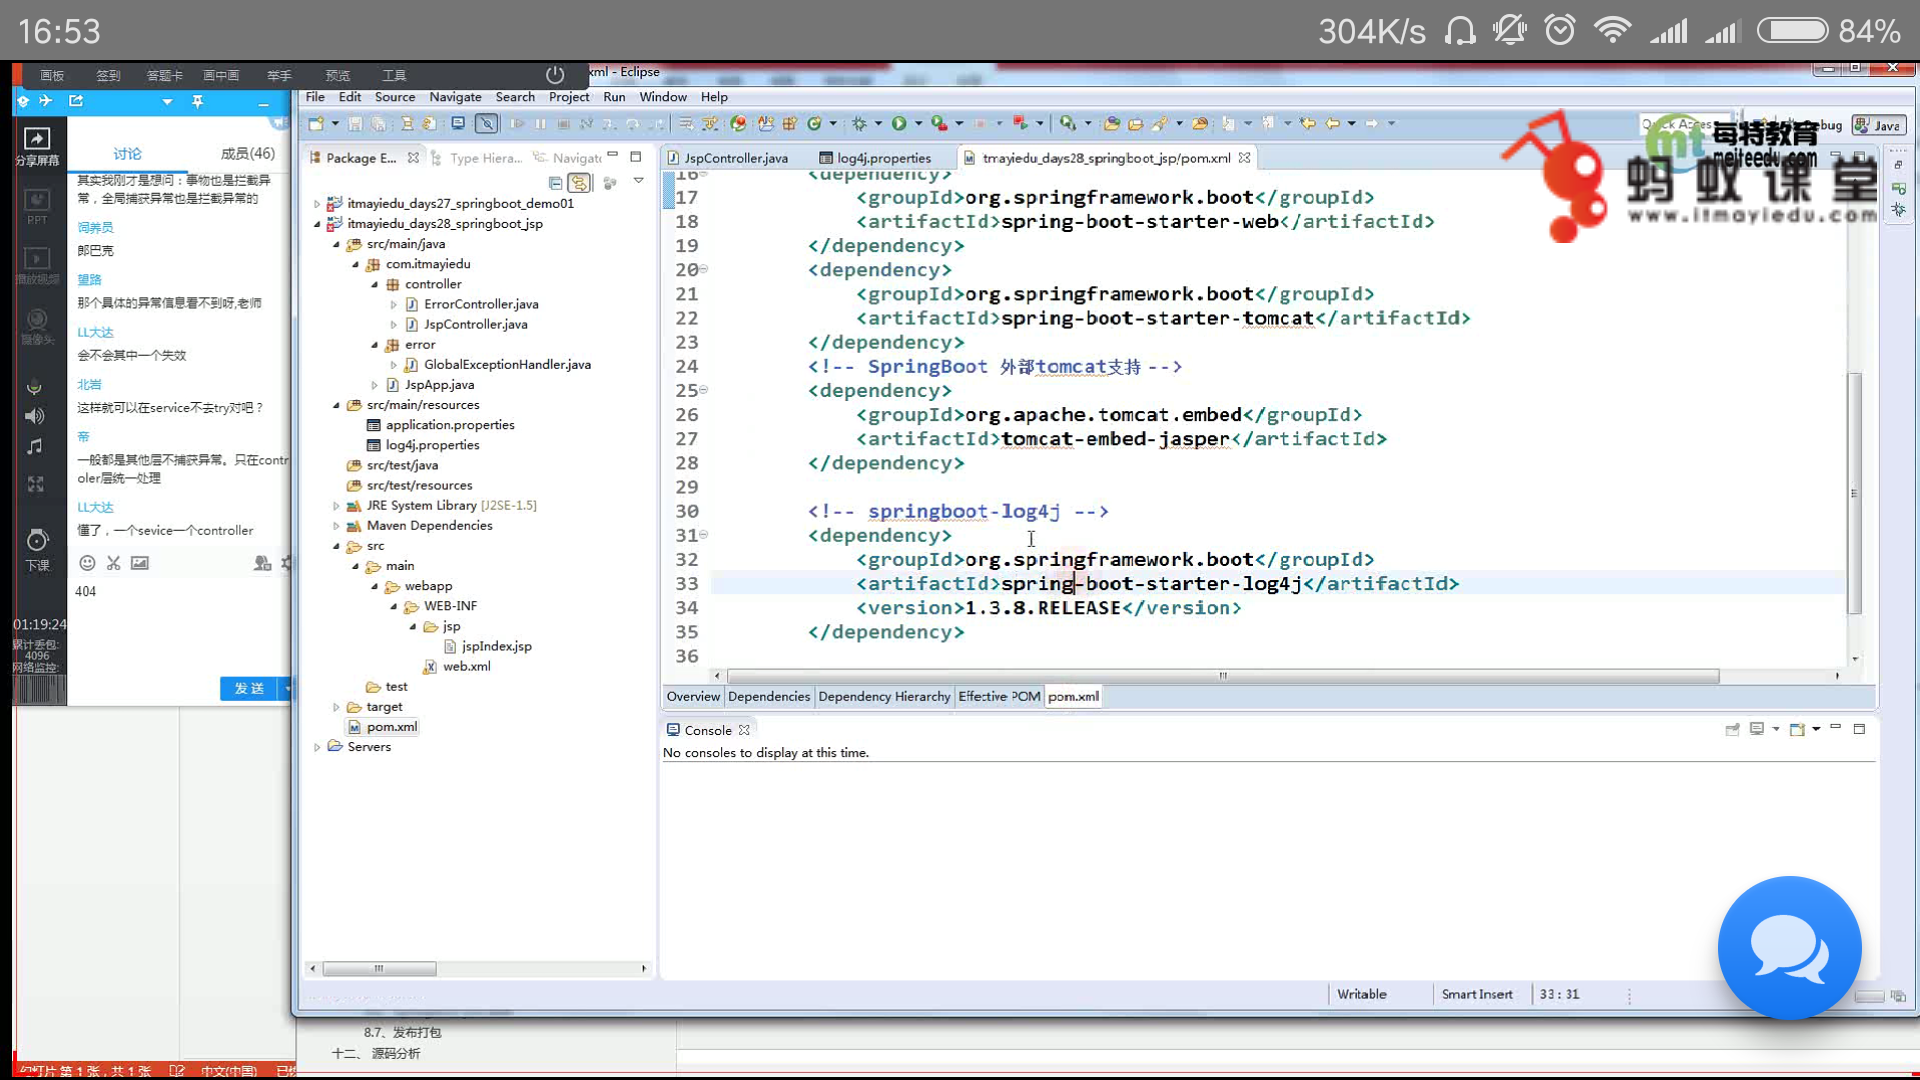 16:53
304K/s
84%
画板 签到 答题卡 画中画 举手 预览 工具
xml - Eclipse
File Edit Source Navigate Search Project Run Window Help
分享屏幕
PPT
播放视频
摄像头
下课
01:19:24
累计丢包:
4096
网络监控:
讨论 成员(46)
其实我刚才是想问：事物也是拦截异
常，全局捕获异常也是拦截异常的
饲养员
郎巴克
望路
那个具体的异常信息看不到呀,老师
LL大达
会不会其中一个失效
北岩
这样就可以在service不去try对吧？
帝
一般都是其他层不捕获异常。只在contr
oler层统一处理
LL大达
懂了，一个sevice一个controller
404
发 送
Package E... Type Hiera... Navigato
itmayiedu_days27_springboot_demo01
itmayiedu_days28_springboot_jsp
src/main/java
com.itmayiedu
controller
ErrorController.java
JspController.java
error
GlobalExceptionHandler.java
JspApp.java
src/main/resources
application.properties
log4j.properties
src/test/java
src/test/resources
JRE System Library [J2SE-1.5]
Maven Dependencies
src
main
webapp
WEB-INF
jsp
jspIndex.jsp
web.xml
test
target
pom.xml
Servers
Quick Access
Debug
Java
每特教育
meiteedu.com
蚂蚁课堂
www.itmayiedu.com
JspController.java log4j.properties itmayiedu_days28_springboot_jsp/pom.xml
16 <dependency>
17 <groupId>org.springframework.boot</groupId>
18 <artifactId>spring-boot-starter-web</artifactId>
19 </dependency>
20 <dependency>
21 <groupId>org.springframework.boot</groupId>
22 <artifactId>spring-boot-starter-tomcat</artifactId>
23 </dependency>
24 <!-- SpringBoot 外部tomcat支持 -->
25 <dependency>
26 <groupId>org.apache.tomcat.embed</groupId>
27 <artifactId>tomcat-embed-jasper</artifactId>
28 </dependency>
29
30 <!-- springboot-log4j -->
31 <dependency>
32 <groupId>org.springframework.boot</groupId>
33 <artifactId>spring-boot-starter-log4j</artifactId>
34 <version>1.3.8.RELEASE</version>
35 </dependency>
36
Overview Dependencies Dependency Hierarchy Effective POM pom.xml
Console
No consoles to display at this time.
Writable Smart Insert 33 : 31
8.7、发布打包
十二、 源码分析
幻灯片 第 1 张，共 1 张 中文(中国)